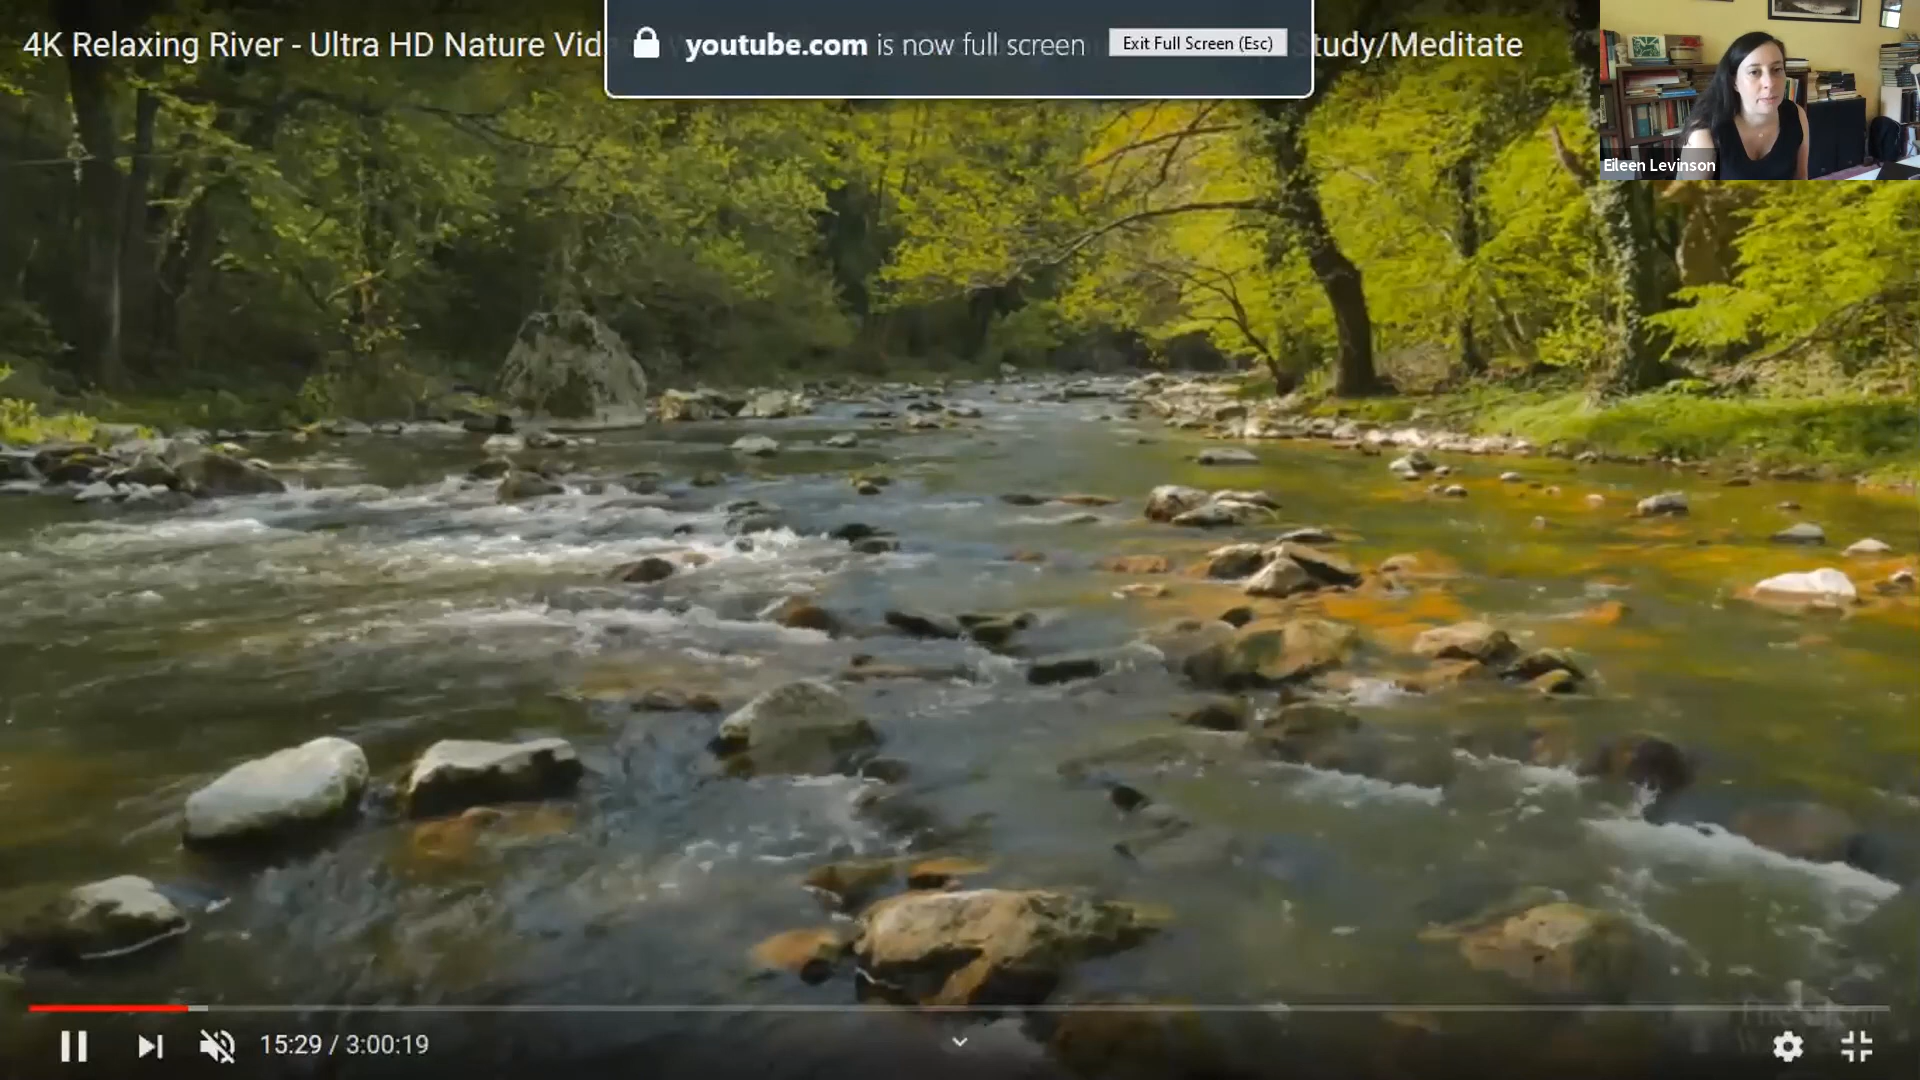 4K Relaxing River - Ultra HD Nature Vid
youtube.com is now full screen
Exit Full Screen (Esc)
tudy/Meditate
Eileen Levinson
15:29 / 3:00:19